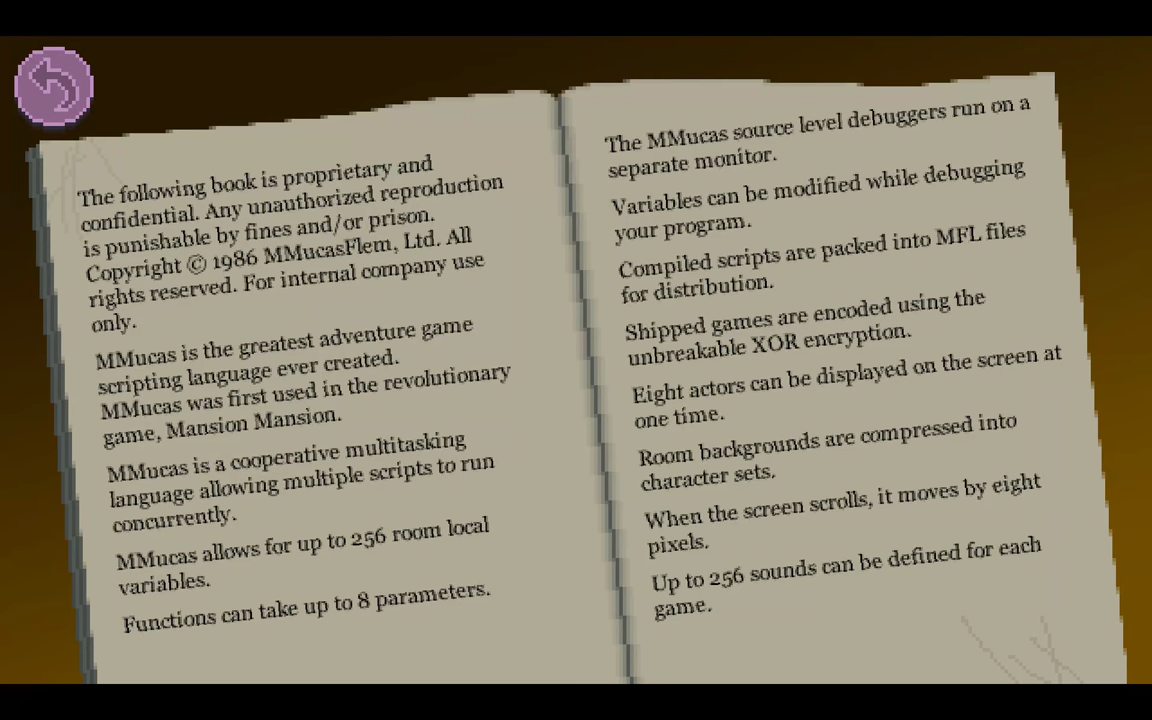 The following book is proprietary and
confidential. Any unauthorized reproduction
is punishable by fines and/or prison.
Copyright © 1986 MMucasFlem, Ltd. All
rights reserved. For internal company use
only.
MMucas is the greatest adventure game
scripting language ever created.
MMucas was first used in the revolutionary
game, Mansion Mansion.
MMucas is a cooperative multitasking
language allowing multiple scripts to run
concurrently.
MMucas allows for up to 256 room local
variables.
Functions can take up to 8 parameters.
The MMucas source level debuggers run on a
separate monitor.
Variables can be modified while debugging
your program.
Compiled scripts are packed into MFL files
for distribution.
Shipped games are encoded using the
unbreakable XOR encryption.
Eight actors can be displayed on the screen at
one time.
Room backgrounds are compressed into
character sets.
When the screen scrolls, it moves by eight
pixels.
Up to 256 sounds can be defined for each
game.